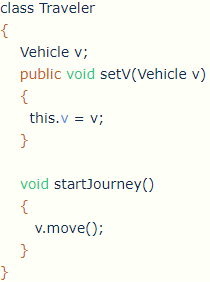 class Traveler
{
Vehicle v;
public void setV(Vehicle v)
{
this.v = v;
}
void startJourney()
{
v.move();
}
}